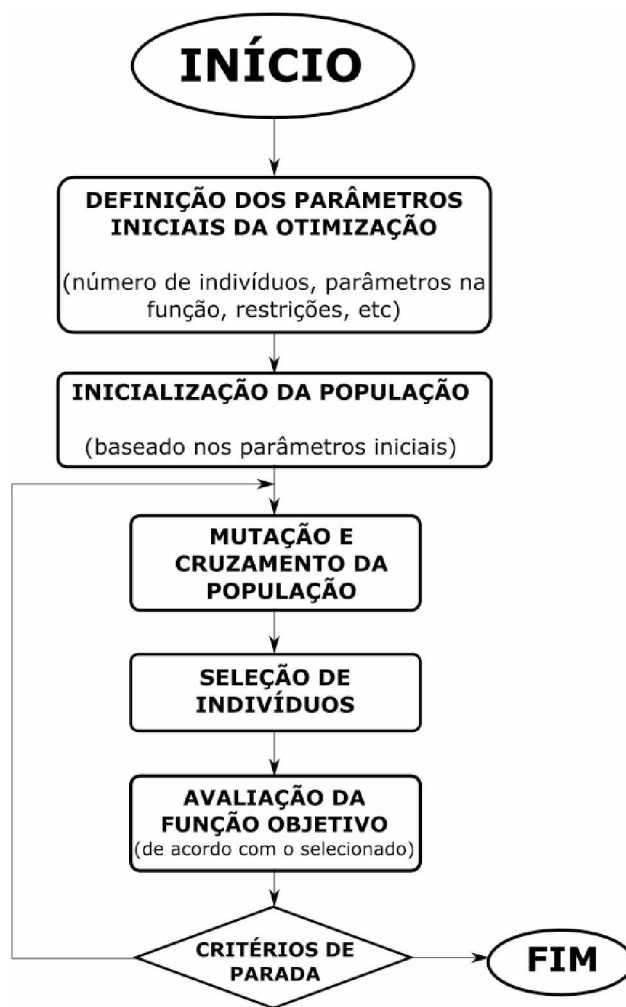 INÍCIO
DEFINIÇÃO DOS PARÂMETROS
INICIAIS DA OTIMIZAÇÃO
(número de indivíduos, parâmetros na
função, restrições, etc)
INICIALIZAÇÃO DA POPULAÇÃO
(baseado nos parâmetros iniciais)
MUTAÇÃO E
CRUZAMENTO DA
POPULAÇÃO
SELEÇÃO DE
INDIVÍDUOS
AVALIAÇÃO DA
FUNÇÃO OBJETIVO
(de acordo com o selecionado)
CRITÉRIOS DE
PARADA
FIM